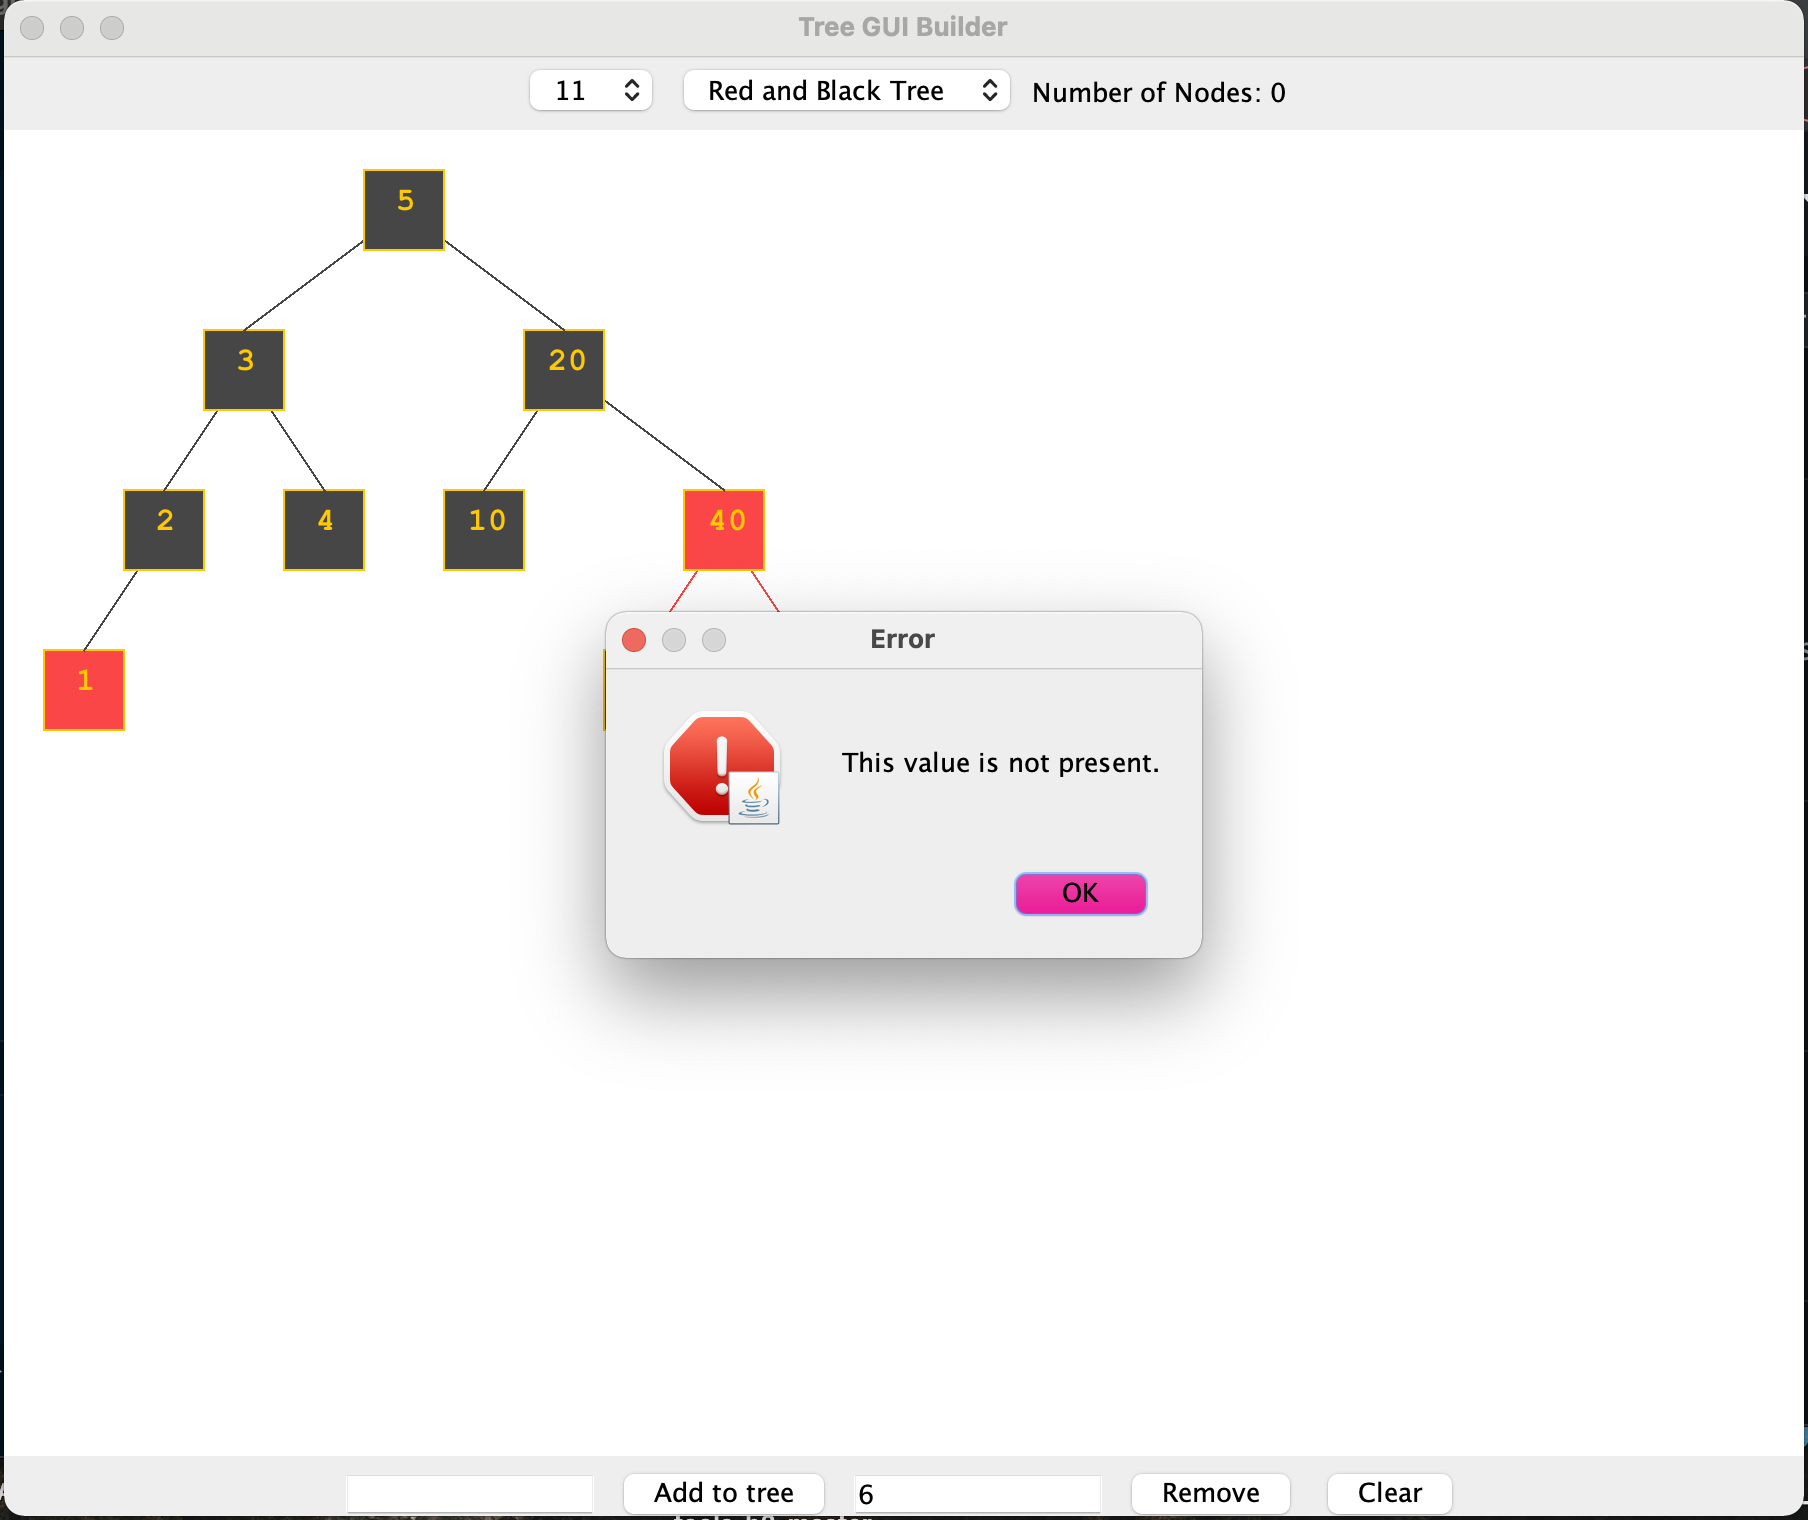 Tree GUI Builder
11 Red and Black Tree Number of Nodes: 0
5
3 20
2 4 10 40
1
Error
This value is not present.
OK
Add to tree 6 Remove Clear